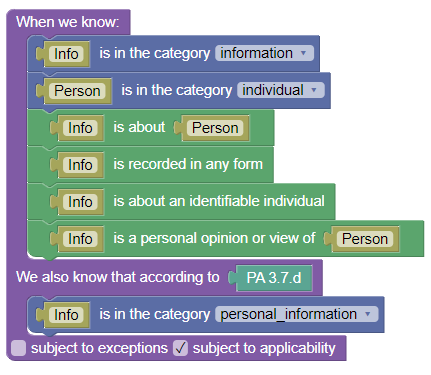 When we know:
Info is in the category information
Person is in the category individual
Info is about Person
Info is recorded in any form
Info is about an identifiable individual
Info is a personal opinion or view of Person
We also know that according to PA 3.7.d
Info is in the category personal_information
subject to exceptions subject to applicability